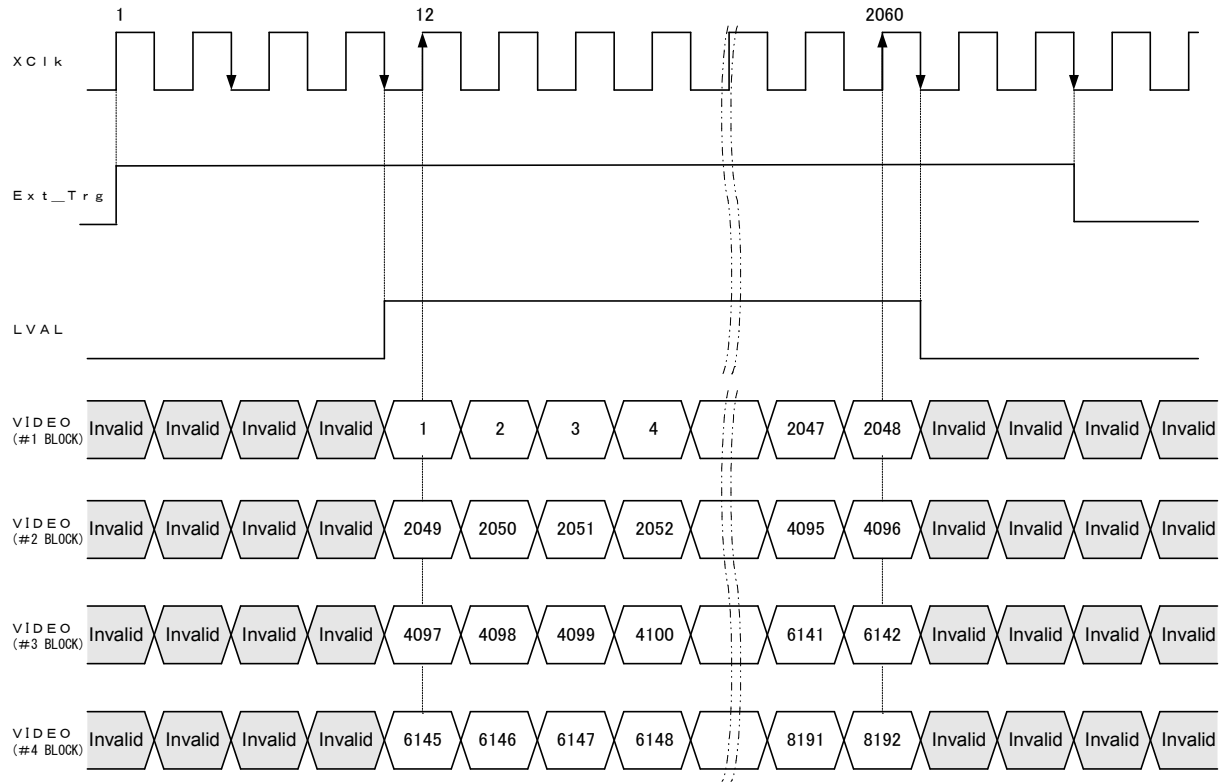 1 12 2060
XClk
Ext_Trg
LVAL
VIDEO
(#1 BLOCK)
Invalid Invalid Invalid Invalid 1 2 3 4 2047 2048 Invalid Invalid Invalid Invalid
VIDEO
(#2 BLOCK)
Invalid Invalid Invalid Invalid 2049 2050 2051 2052 4095 4096 Invalid Invalid Invalid Invalid
VIDEO
(#3 BLOCK)
Invalid Invalid Invalid Invalid 4097 4098 4099 4100 6141 6142 Invalid Invalid Invalid Invalid
VIDEO
(#4 BLOCK)
Invalid Invalid Invalid Invalid 6145 6146 6147 6148 8191 8192 Invalid Invalid Invalid Invalid